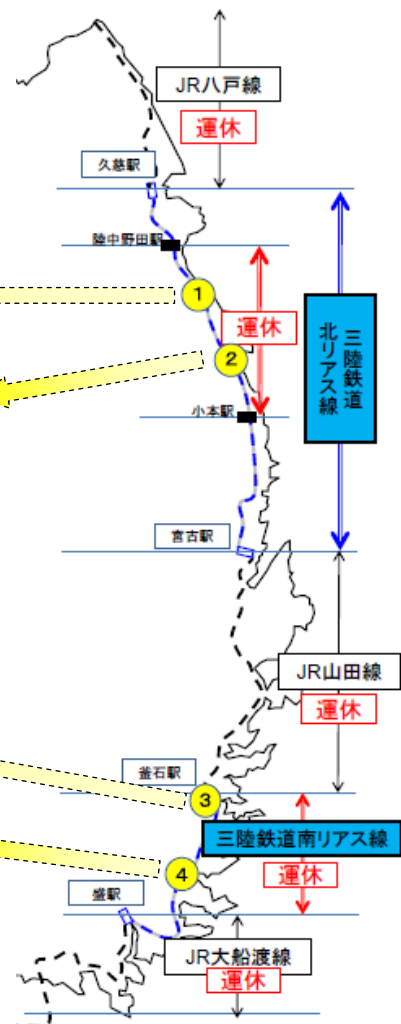 JR八戸線
運休
久慈駅
陸中野田駅
1
運休
三陸鉄道
北リアス線
2
小本駅
宮古駅
JR山田線
運休
釜石駅
3
三陸鉄道南リアス線
4
運休
盛駅
JR大船渡線
運休